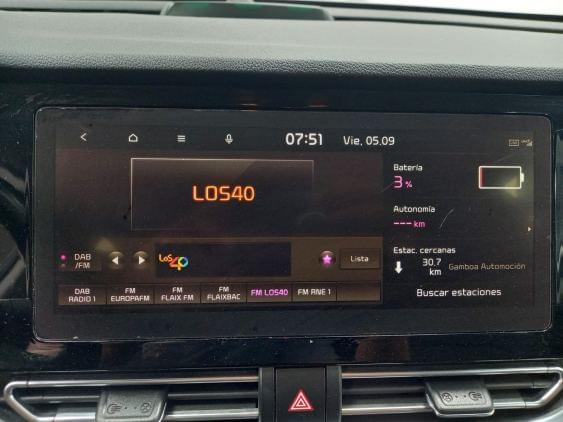 07:51 Vie. 05.09
LOS40
Batería
3 %
Autonomía
--- km
Estac. cercanas
30.7 km Gamboa Automoción
Buscar estaciones
DAB /FM
Los40
Lista
DAB RADIO 1
FM EUROPAFM
FM FLAIX FM
FM FLAIXBAC
FM LOS40
FM RNE 1